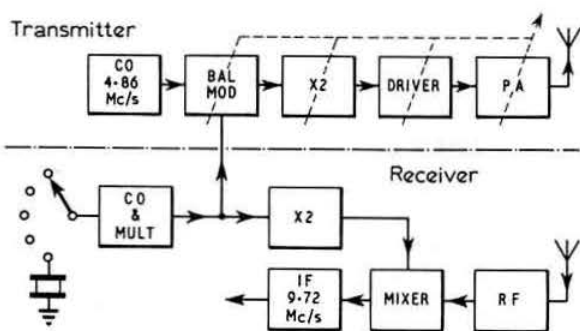 Transmitter
CO
4·86
Mc/s
BAL
MOD
X2
DRIVER
PA
Receiver
CO
&
MULT
X2
IF
9·72
Mc/s
MIXER
RF